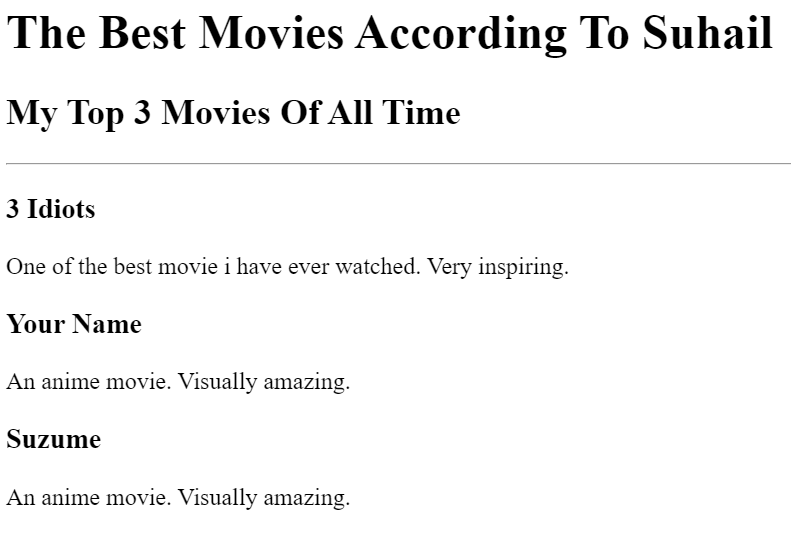 The Best Movies According To Suhail
My Top 3 Movies Of All Time
3 Idiots
One of the best movie i have ever watched. Very inspiring.
Your Name
An anime movie. Visually amazing.
Suzume
An anime movie. Visually amazing.